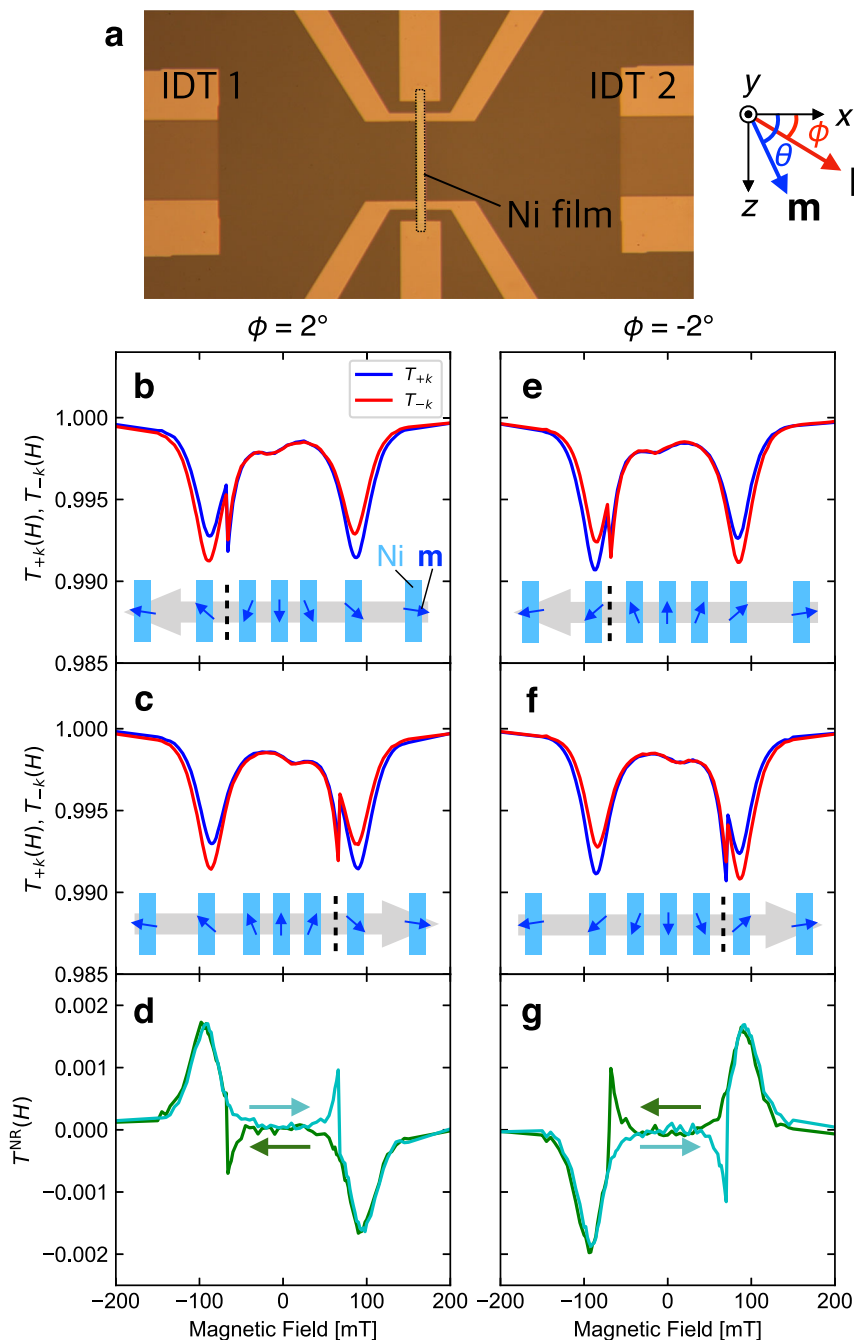 a
IDT 1
IDT 2
Ni film
y
x
ϕ
θ
z
m
ϕ = 2°
ϕ = -2°
b
T+k
T−k
1.000
0.995
0.990
0.985
T+k(H), T−k(H)
Ni m
e
c
1.000
0.995
0.990
0.985
T+k(H), T−k(H)
f
d
0.002
0.001
0.000
−0.001
−0.002
T^NR(H)
g
−200 −100 0 100 200
Magnetic Field [mT]
−200 −100 0 100 200
Magnetic Field [mT]